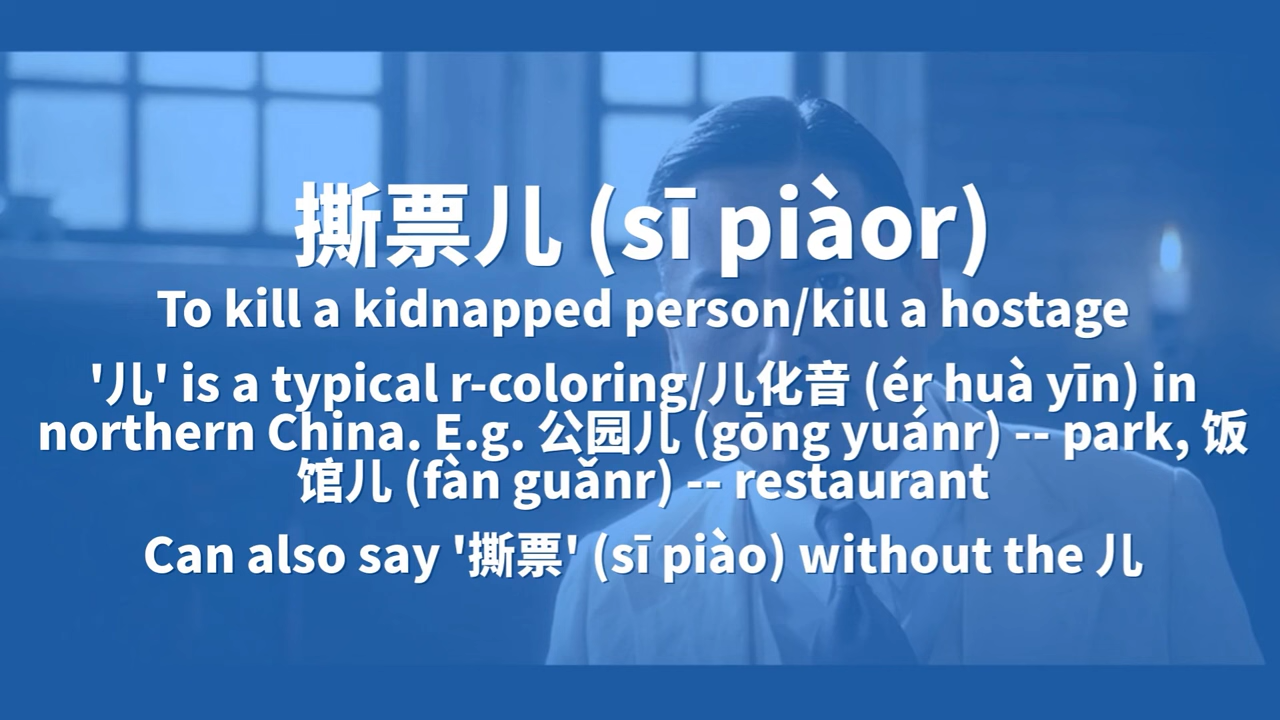 撕票儿 (sī piàor)
To kill a kidnapped person/kill a hostage
'儿' is a typical r-coloring/儿化音 (ér huà yīn) in
northern China. E.g. 公园儿 (gōng yuánr) -- park, 饭
馆儿 (fàn guǎnr) -- restaurant
Can also say '撕票' (sī piào) without the 儿